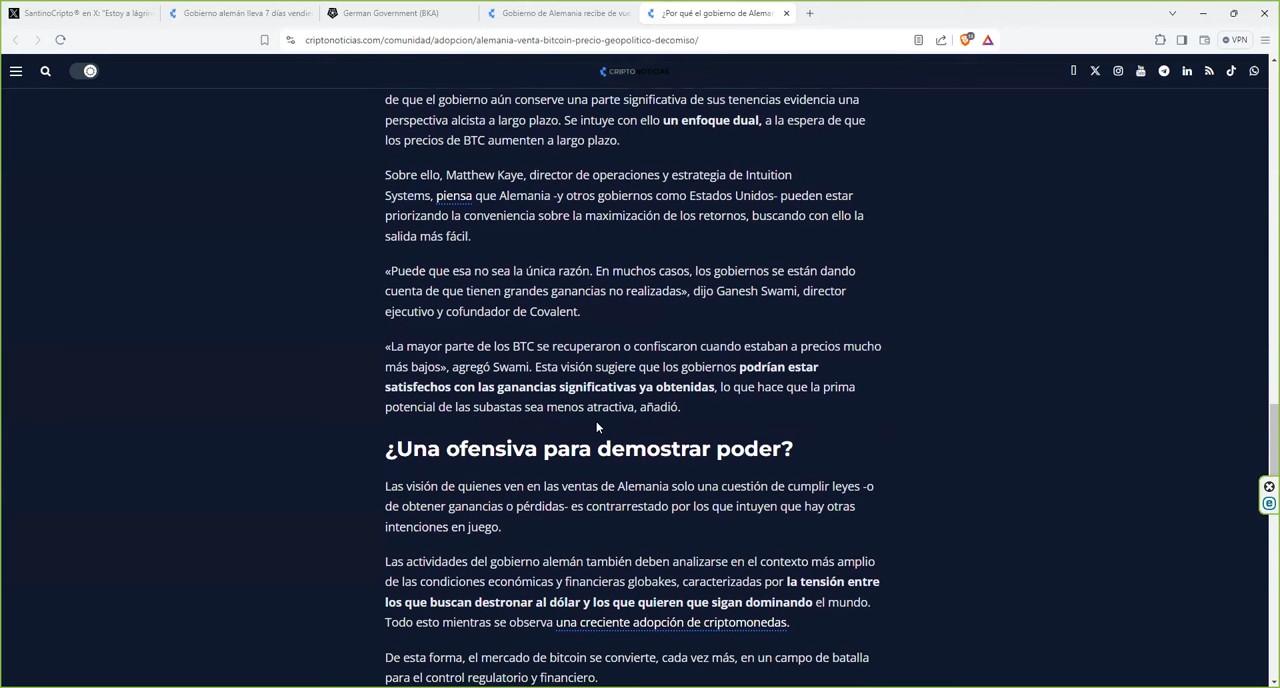 SantinoCripto® en X: "Estoy a lágrim
Gobierno alemán lleva 7 días vendien
German Government (BKA)
Gobierno de Alemania recibe de vue
¿Por qué el gobierno de Aleman
criptonoticias.com/comunidad/adopcion/alemania-venta-bitcoin-precio-geopolitico-decomiso/
VPN
CRIPTONOTICIAS
de que el gobierno aún conserve una parte significativa de sus tenencias evidencia una
perspectiva alcista a largo plazo. Se intuye con ello un enfoque dual, a la espera de que
los precios de BTC aumenten a largo plazo.
Sobre ello, Matthew Kaye, director de operaciones y estrategia de Intuition
Systems, piensa que Alemania -y otros gobiernos como Estados Unidos- pueden estar
priorizando la conveniencia sobre la maximización de los retornos, buscando con ello la
salida más fácil.
«Puede que esa no sea la única razón. En muchos casos, los gobiernos se están dando
cuenta de que tienen grandes ganancias no realizadas», dijo Ganesh Swami, director
ejecutivo y cofundador de Covalent.
«La mayor parte de los BTC se recuperaron o confiscaron cuando estaban a precios mucho
más bajos», agregó Swami. Esta visión sugiere que los gobiernos podrían estar
satisfechos con las ganancias significativas ya obtenidas, lo que hace que la prima
potencial de las subastas sea menos atractiva, añadió.
¿Una ofensiva para demostrar poder?
Las visión de quienes ven en las ventas de Alemania solo una cuestión de cumplir leyes -o
de obtener ganancias o pérdidas- es contrarrestado por los que intuyen que hay otras
intenciones en juego.
Las actividades del gobierno alemán también deben analizarse en el contexto más amplio
de las condiciones económicas y financieras globakes, caracterizadas por la tensión entre
los que buscan destronar al dólar y los que quieren que sigan dominando el mundo.
Todo esto mientras se observa una creciente adopción de criptomonedas.
De esta forma, el mercado de bitcoin se convierte, cada vez más, en un campo de batalla
para el control regulatorio y financiero.